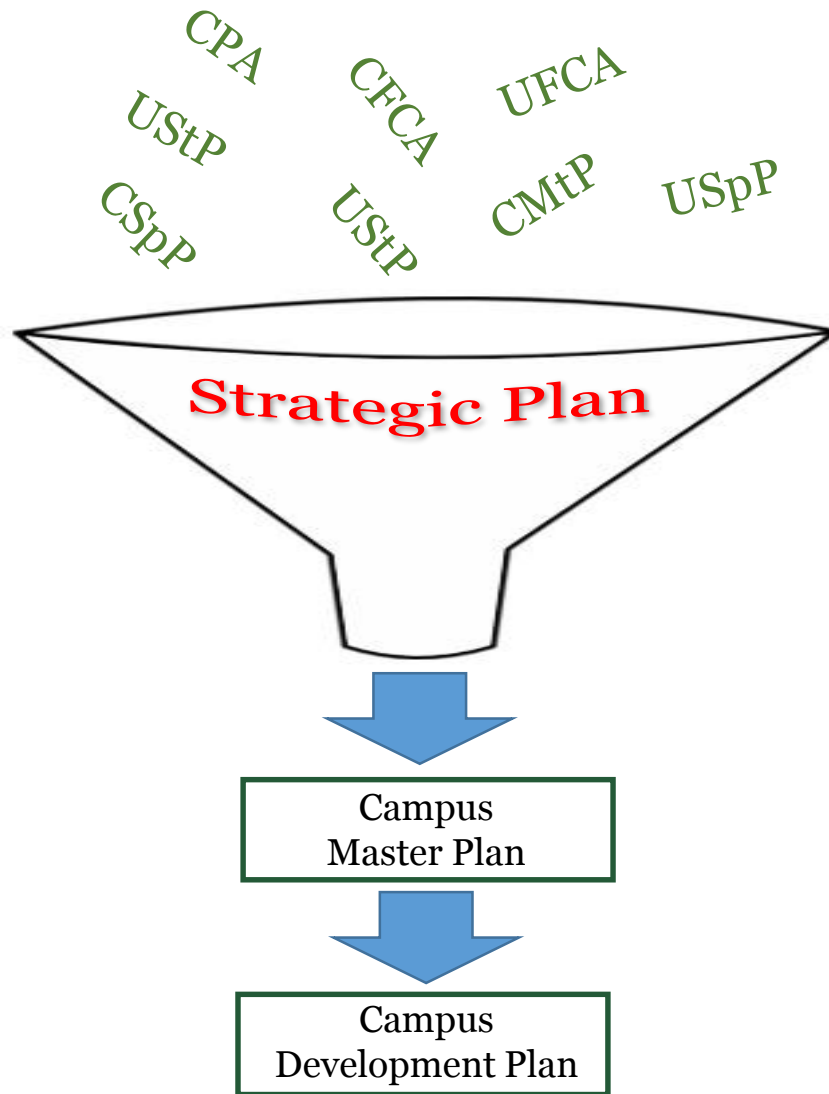 CPA
CFCA
UFCA
UStP
CSpP
UStP
CMtP
USpP
Strategic Plan
Campus
Master Plan
Campus
Development Plan